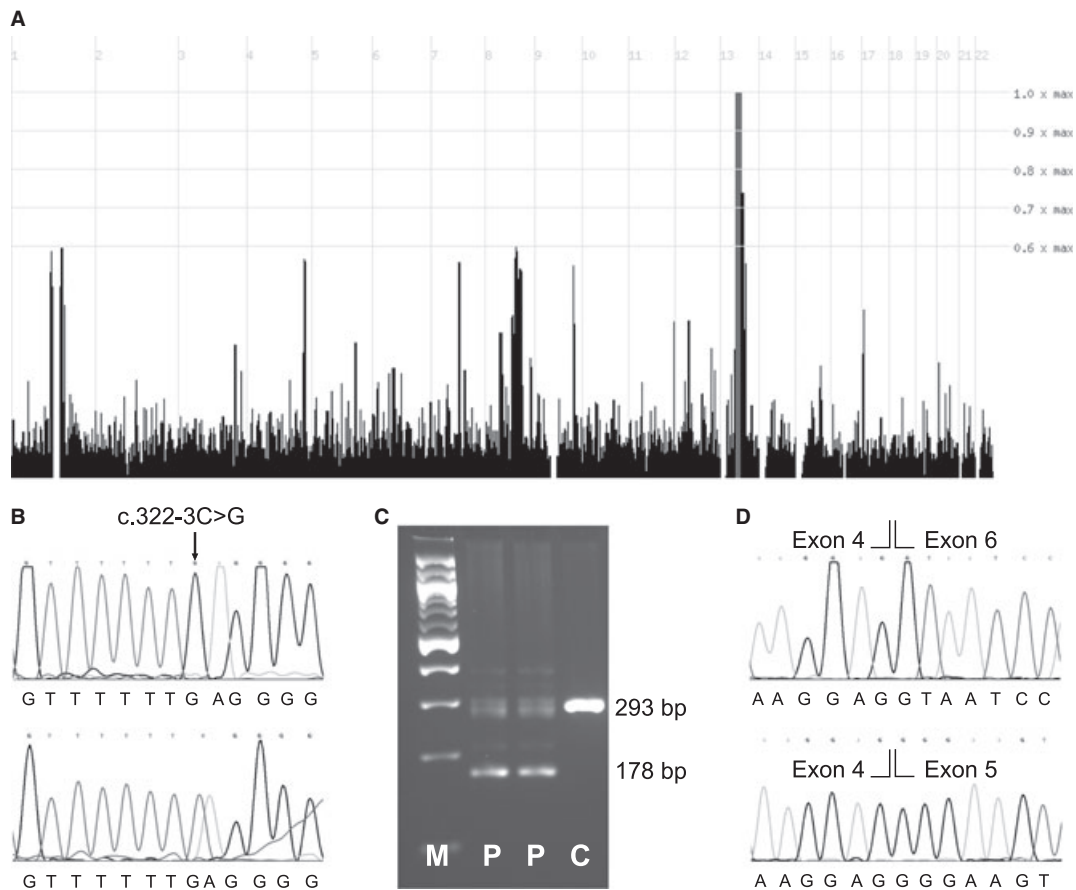 A
1 2 3 4 5 6 7 8 9 10 11 12 13 14 15 16 17 18 19 20 21 22
1.0 x max
0.9 x max
0.8 x max
0.7 x max
0.6 x max
B
c.322-3C>G
G T T T T T T G A G G G G
G T T T T T T G A G G G G
C
293 bp
178 bp
M P P C
D
Exon 4 Exon 6
A A G G A G G T A A T C C
Exon 4 Exon 5
A A G G A G G G G A A G T